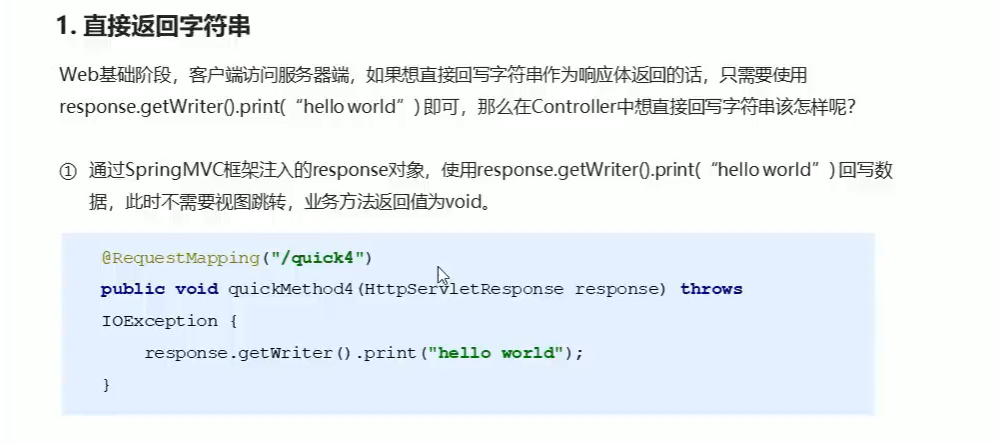 1. 直接返回字符串
Web基础阶段，客户端访问服务器端，如果想直接回写字符串作为响应体返回的话，只需要使用
response.getWriter().print(“hello world”) 即可，那么在Controller中想直接回写字符串该怎样呢？
① 通过SpringMVC框架注入的response对象，使用response.getWriter().print(“hello world”) 回写数
据，此时不需要视图跳转，业务方法返回值为void。
@RequestMapping("/quick4")
public void quickMethod4(HttpServletResponse response) throws
IOException {
response.getWriter().print("hello world");
}